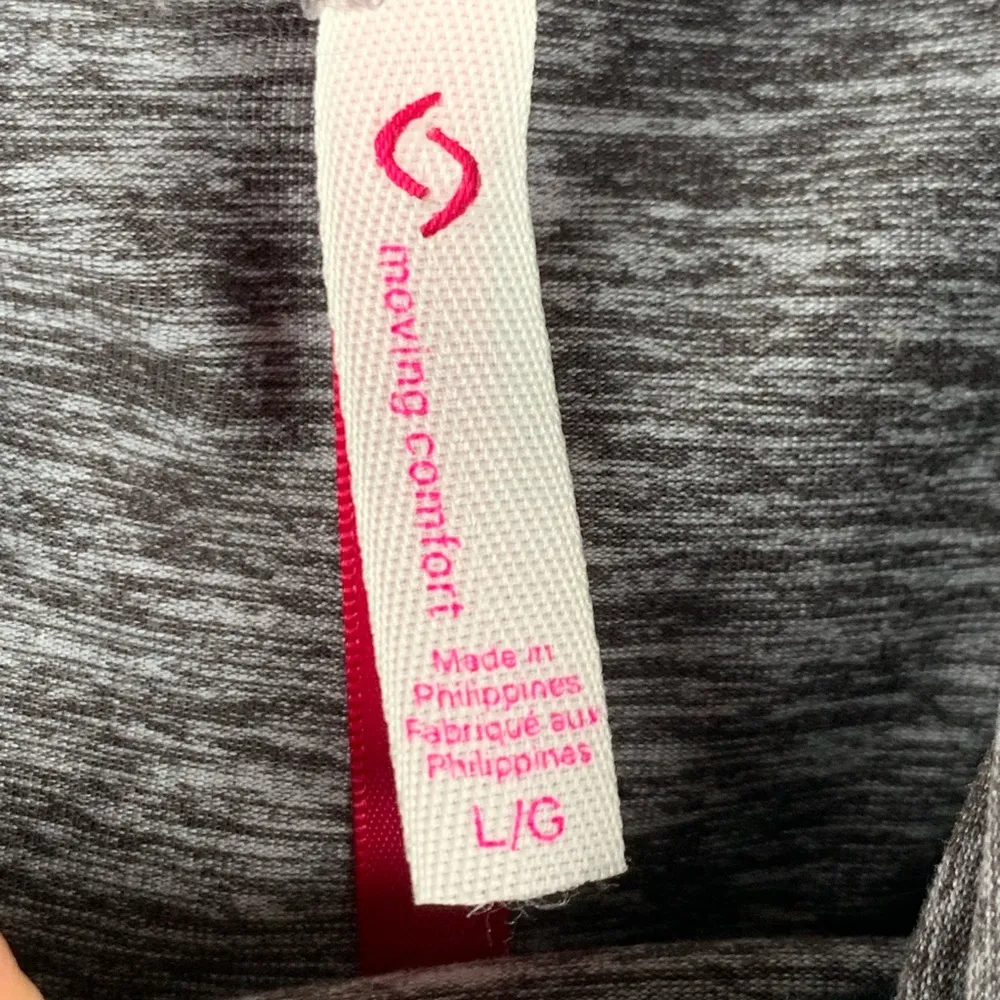 moving comfort
Made in
Philippines
Fabriqué aux
Philippines
L/G